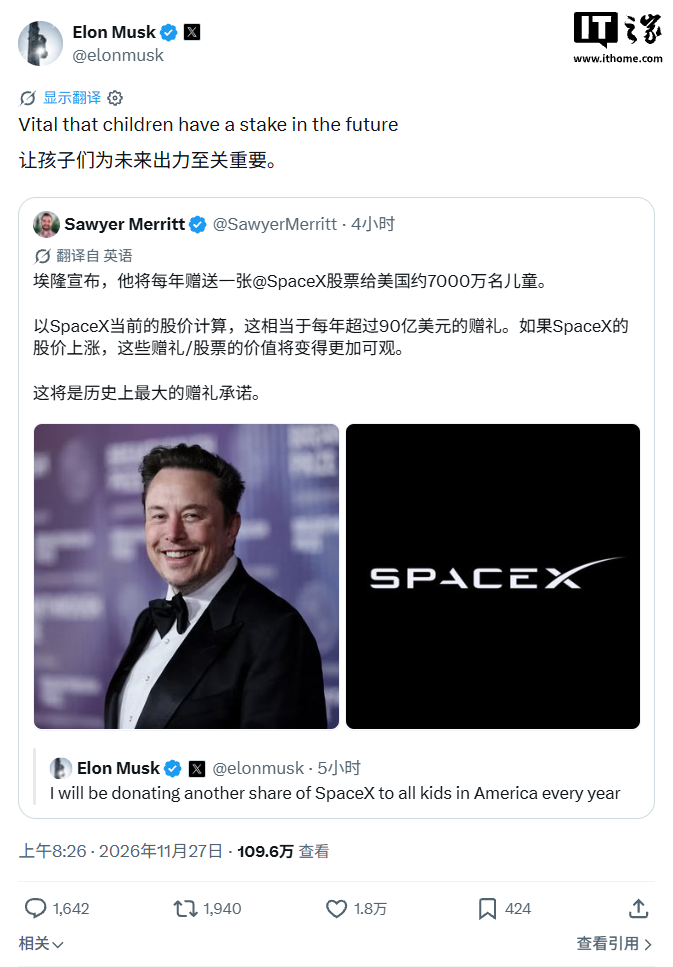 Elon Musk
IT之家
@elonmusk
www.ithome.com
显示翻译
Vital that children have a stake in the future
让孩子们为未来出力至关重要。
Sawyer Merritt @SawyerMerritt · 4小时
翻译自 英语
埃隆宣布，他将每年赠送一张@SpaceX股票给美国约7000万名儿童。
以SpaceX当前的股价计算，这相当于每年超过90亿美元的赠礼。如果SpaceX的
股价上涨，这些赠礼/股票的价值将变得更加可观。
这将是历史上最大的赠礼承诺。
SPACEX
Elon Musk @elonmusk · 5小时
I will be donating another share of SpaceX to all kids in America every year
上午8:26 · 2026年11月27日 · 109.6万 查看
1,642 1,940 1.8万 424
相关 查看引用